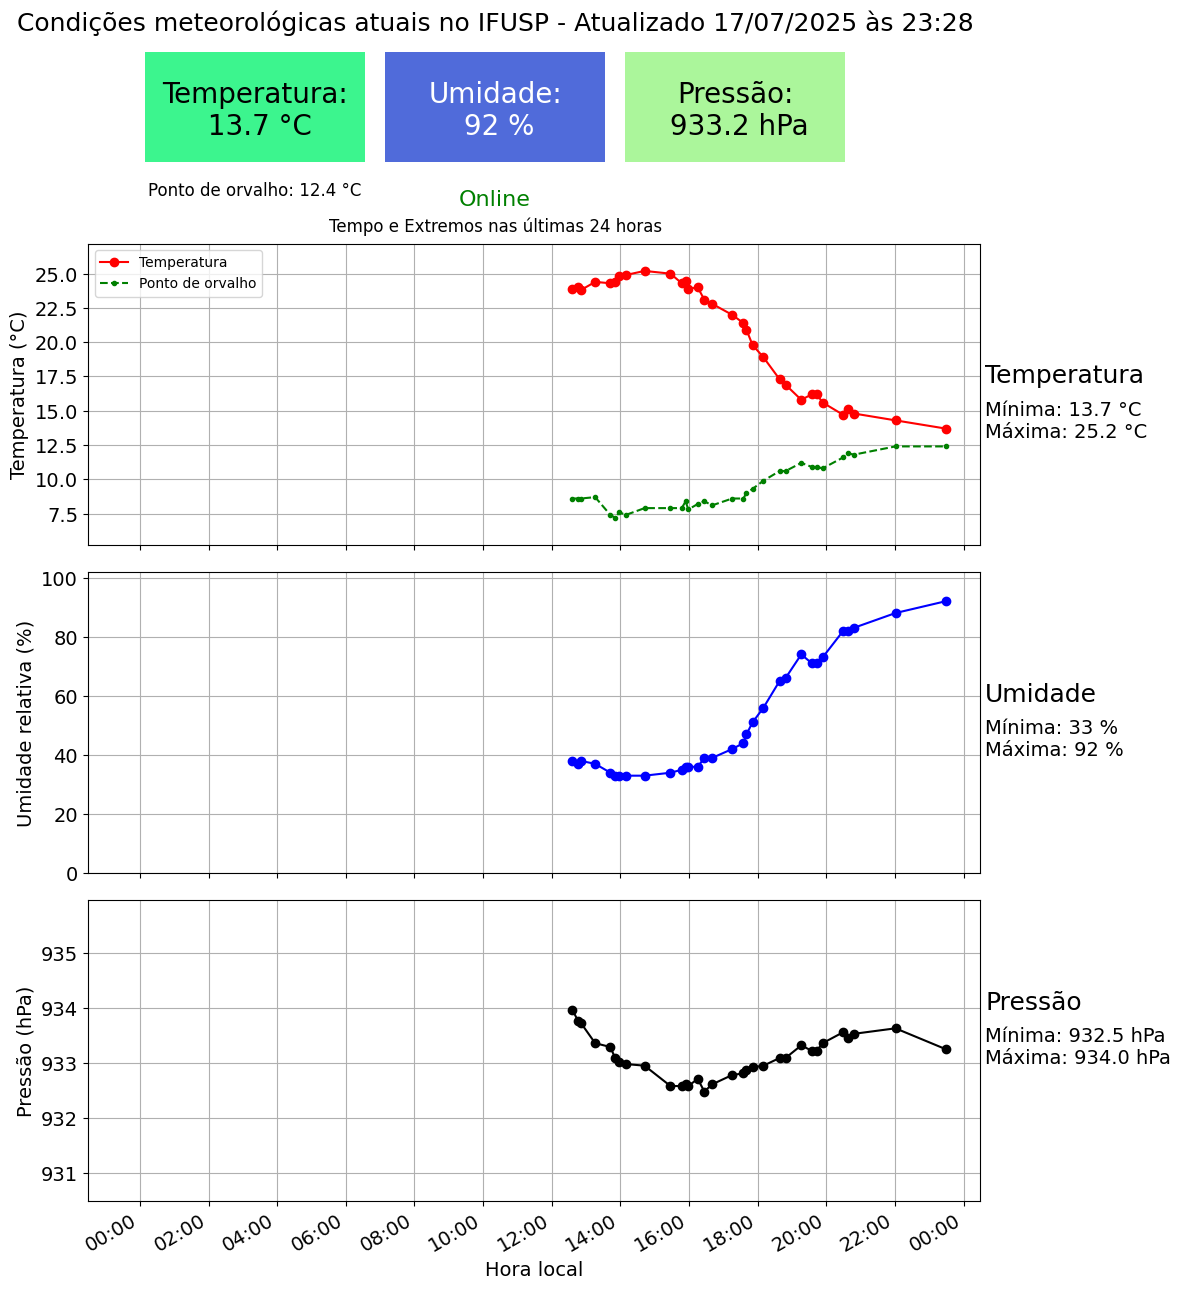 Condições meteorológicas atuais no IFUSP - Atualizado 17/07/2025 às 23:28
Temperatura:
13.7 °C
Umidade:
92 %
Pressão:
933.2 hPa
Ponto de orvalho: 12.4 °C
Online
Tempo e Extremos nas últimas 24 horas
Temperatura
Ponto de orvalho
Temperatura (°C)
25.0
22.5
20.0
17.5
15.0
12.5
10.0
7.5
Temperatura
Mínima: 13.7 °C
Máxima: 25.2 °C
Umidade relativa (%)
100
80
60
40
20
0
Umidade
Mínima: 33 %
Máxima: 92 %
Pressão (hPa)
935
934
933
932
931
Pressão
Mínima: 932.5 hPa
Máxima: 934.0 hPa
00:00 02:00 04:00 06:00 08:00 10:00 12:00 14:00 16:00 18:00 20:00 22:00 00:00
Hora local